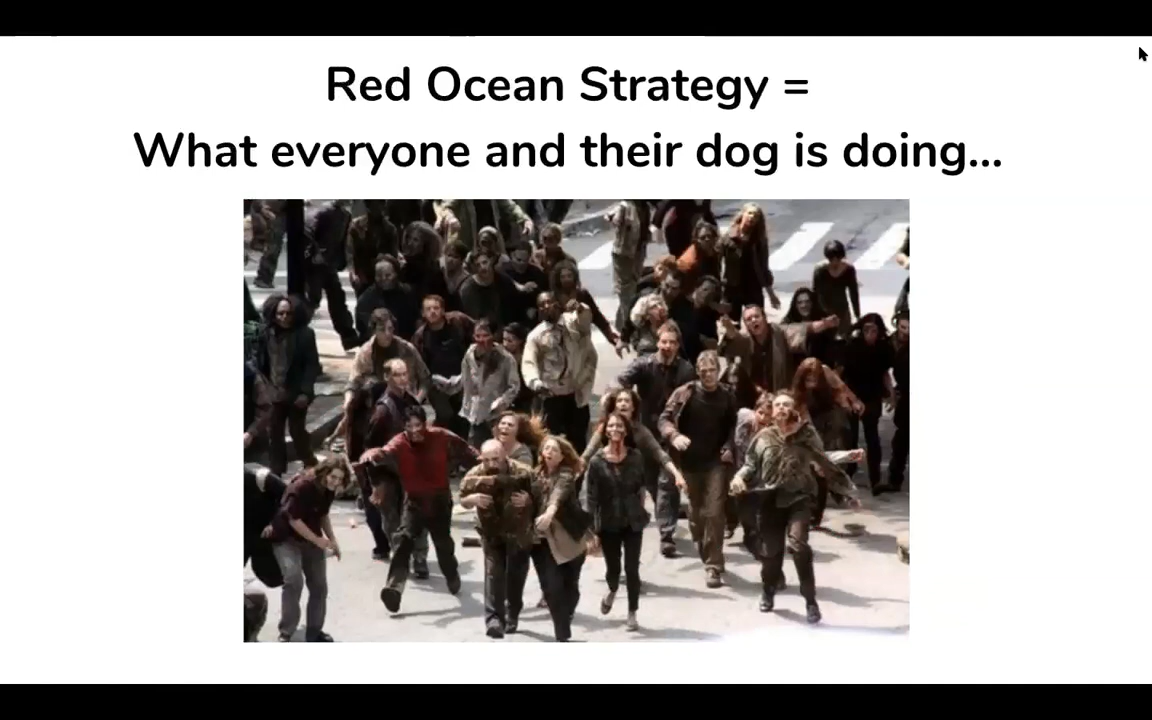 Red Ocean Strategy =
What everyone and their dog is doing...